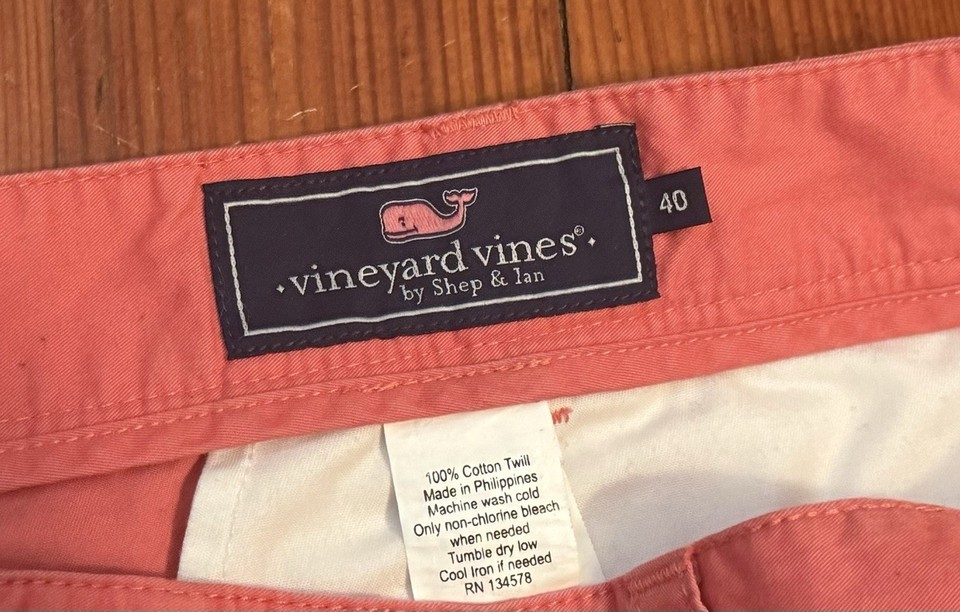 ·vineyard vines®·
by Shep & Ian
40
100% Cotton Twill
Made in Philippines
Machine wash cold
Only non-chlorine bleach
when needed
Tumble dry low
Cool Iron if needed
RN 134578